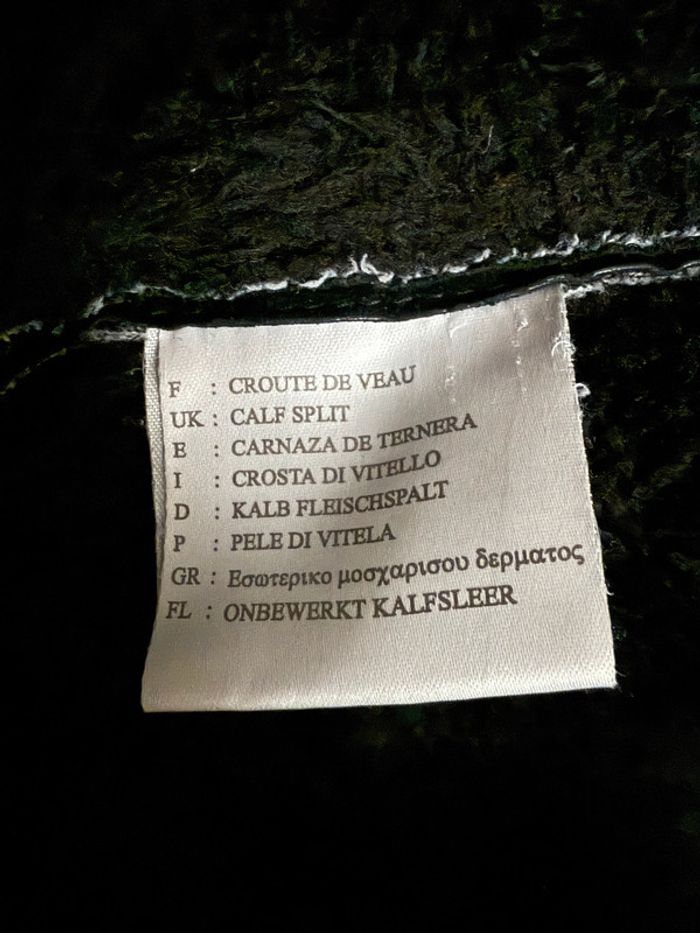 F : CROUTE DE VEAU
UK : CALF SPLIT
E : CARNAZA DE TERNERA
I : CROSTA DI VITELLO
D : KALB FLEISCHSPALT
P : PELE DI VITELA
GR : Εσωτερικο μοσχαρισου δερματος
FL : ONBEWERKT KALFSLEER